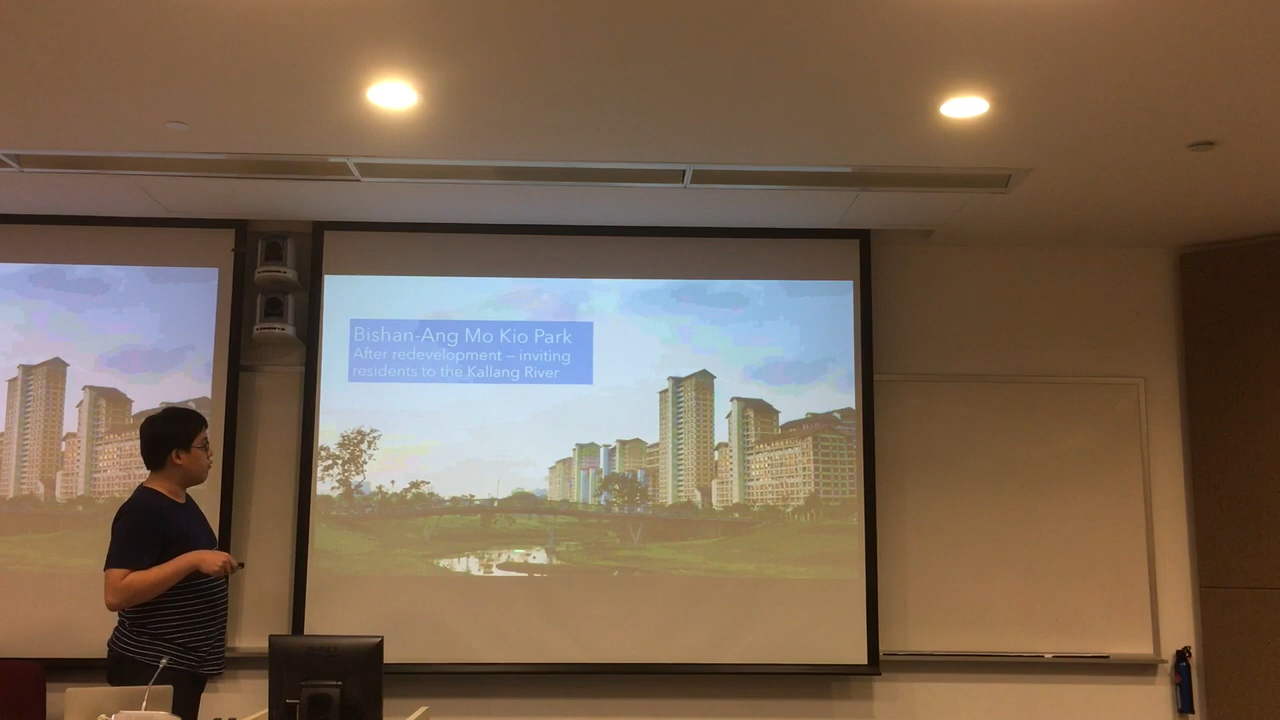 Bishan-Ang Mo Kio Park
After redevelopment – inviting
residents to the Kallang River